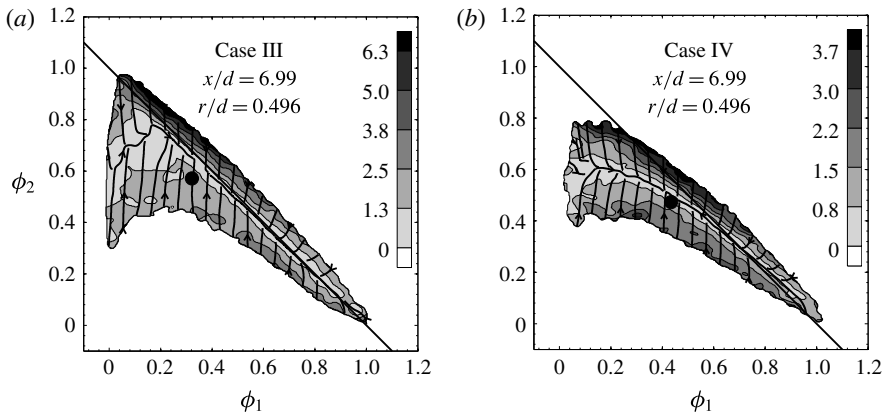 (a)
Case III
x/d = 6.99
r/d = 0.496
ϕ2
1.2
1.0
0.8
0.6
0.4
0.2
0
6.3
5.0
3.8
2.5
1.3
0
0 0.2 0.4 0.6 0.8 1.0 1.2
ϕ1
(b)
Case IV
x/d = 6.99
r/d = 0.496
1.2
1.0
0.8
0.6
0.4
0.2
0
3.7
3.0
2.2
1.5
0.8
0
0 0.2 0.4 0.6 0.8 1.0 1.2
ϕ1